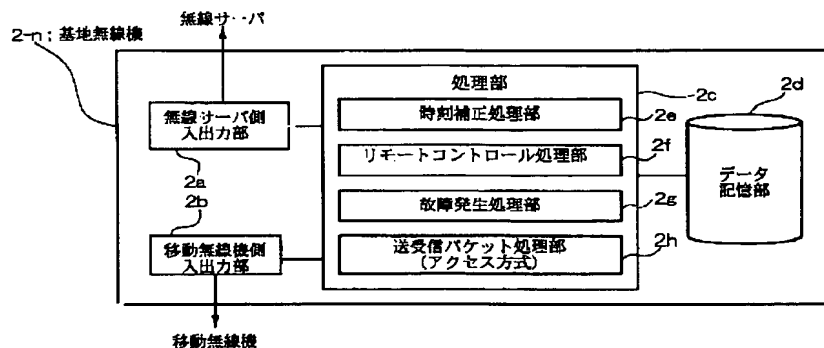 無線サーバ
2-n:基地無線機
処理部
2c
2d
無線サーバ側
入出力部
時刻補正処理部
2e
リモートコントロール処理部
2f
2a
2b
データ
記憶部
故障発生処理部
2g
移動無線機側
入出力部
送受信パケット処理部
(アクセス方式)
2h
移動無線機